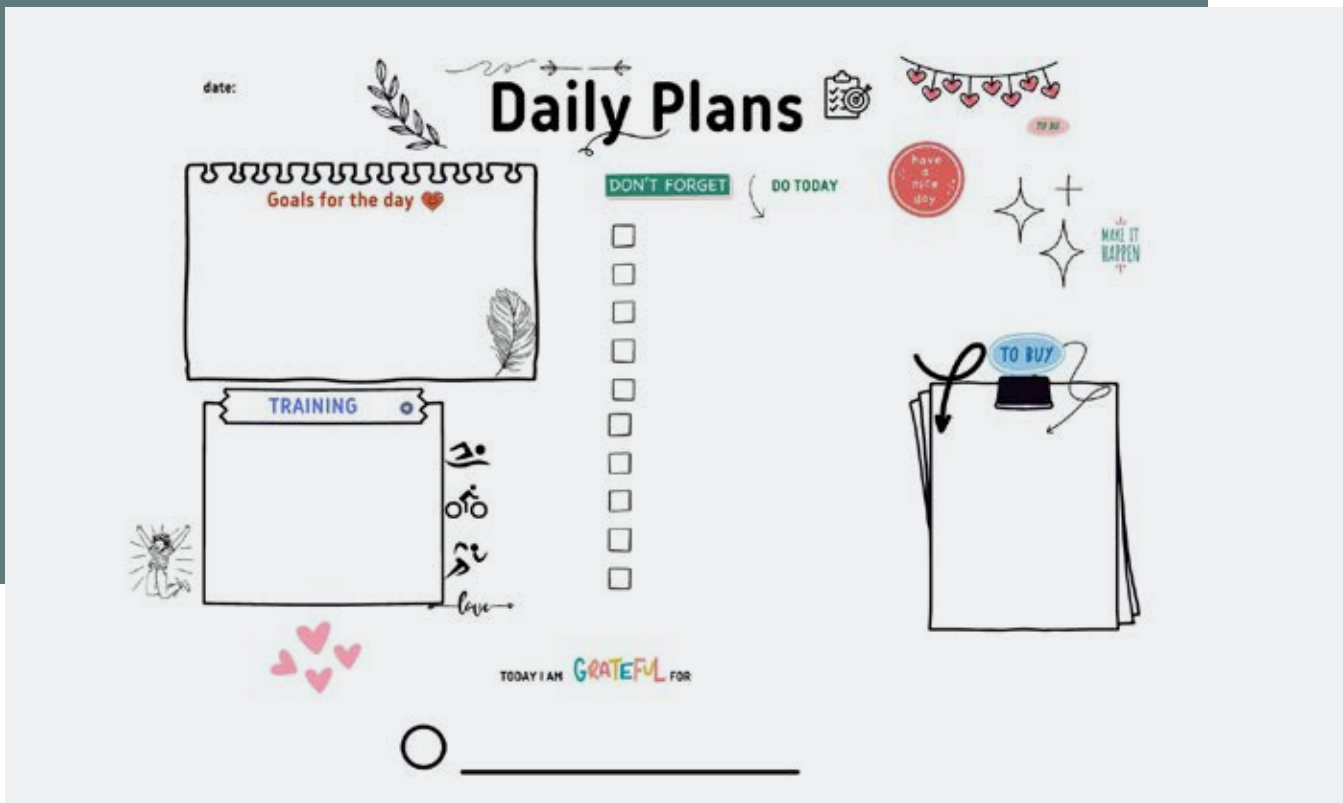 date:
Daily Plans
TO DO
Goals for the day
DON'T FORGET
DO TODAY
have
a
nice
day
MAKE IT
HAPPEN
TO BUY
TRAINING
love
TODAY I AM GRATEFUL FOR